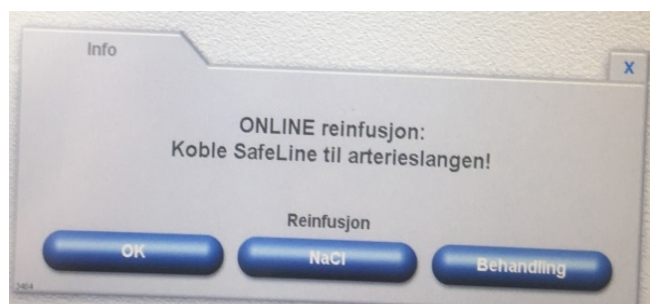 Info
X
ONLINE reinfusjon:
Koble SafeLine til arterieslangen!
Reinfusjon
OK
NaCl
Behandling